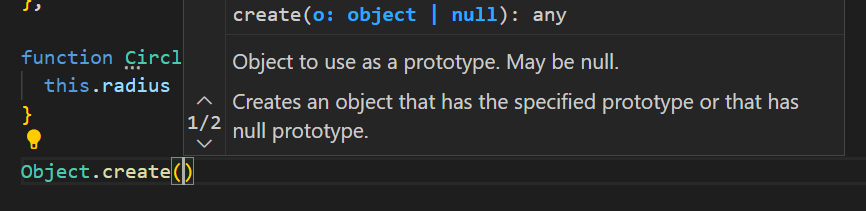 },
create(o: object | null): any
function Circl
Object to use as a prototype. May be null.
this.radius
Creates an object that has the specified prototype or that has
}
1/2
null prototype.
Object.create()